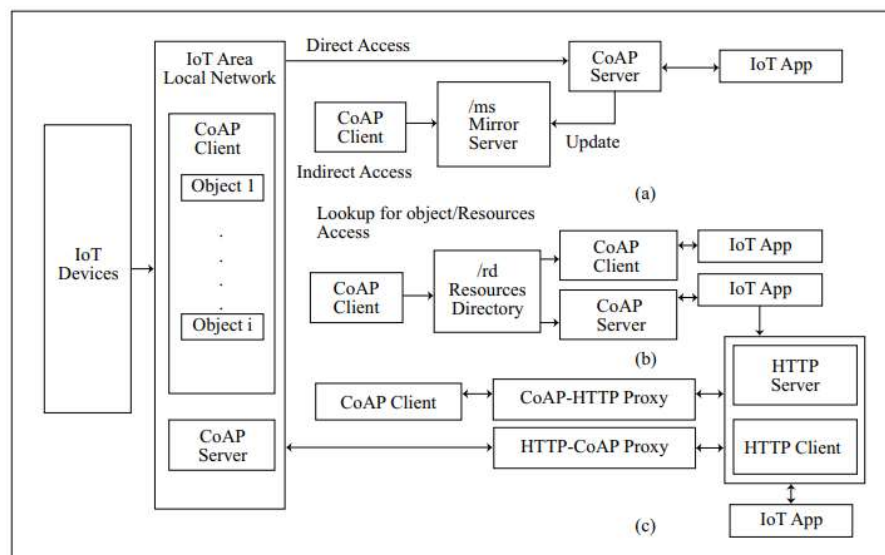 IoT
Devices
IoT Area
Local Network
CoAP
Client
Object 1
.
.
.
.
Object i
CoAP
Server
Direct Access
CoAP
Server
IoT App
CoAP
Client
/ms
Mirror
Server
Update
Indirect Access
(a)
Lookup for object/Resources
Access
CoAP
Client
/rd
Resources
Directory
CoAP
Client
IoT App
CoAP
Server
IoT App
(b)
HTTP
Server
CoAP Client
CoAP-HTTP Proxy
HTTP-CoAP Proxy
HTTP Client
IoT App
(c)